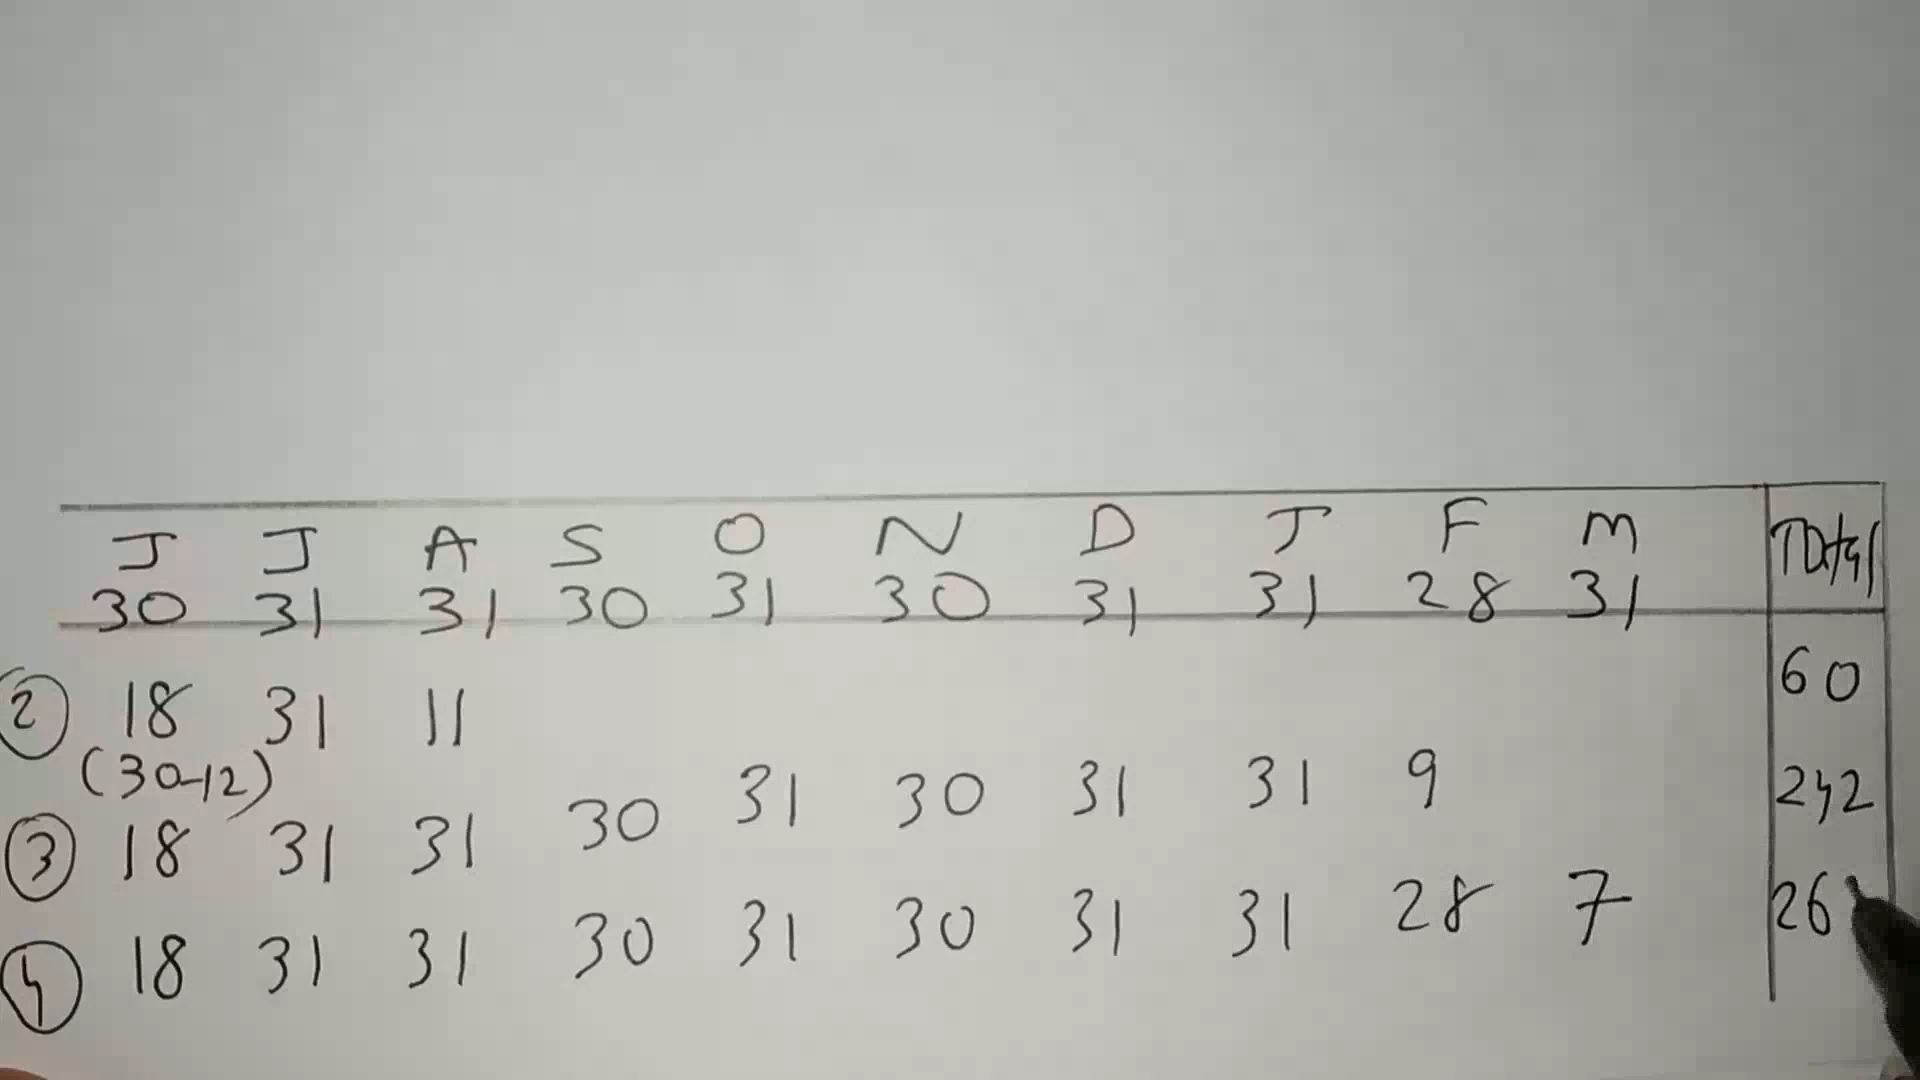 J J A S O N D J F M Total
30 31 31 30 31 30 31 31 28 31
② 18 31 11 60
(30-12)
③ 18 31 31 30 31 30 31 31 9 242
④ 18 31 31 30 31 30 31 31 28 7 26